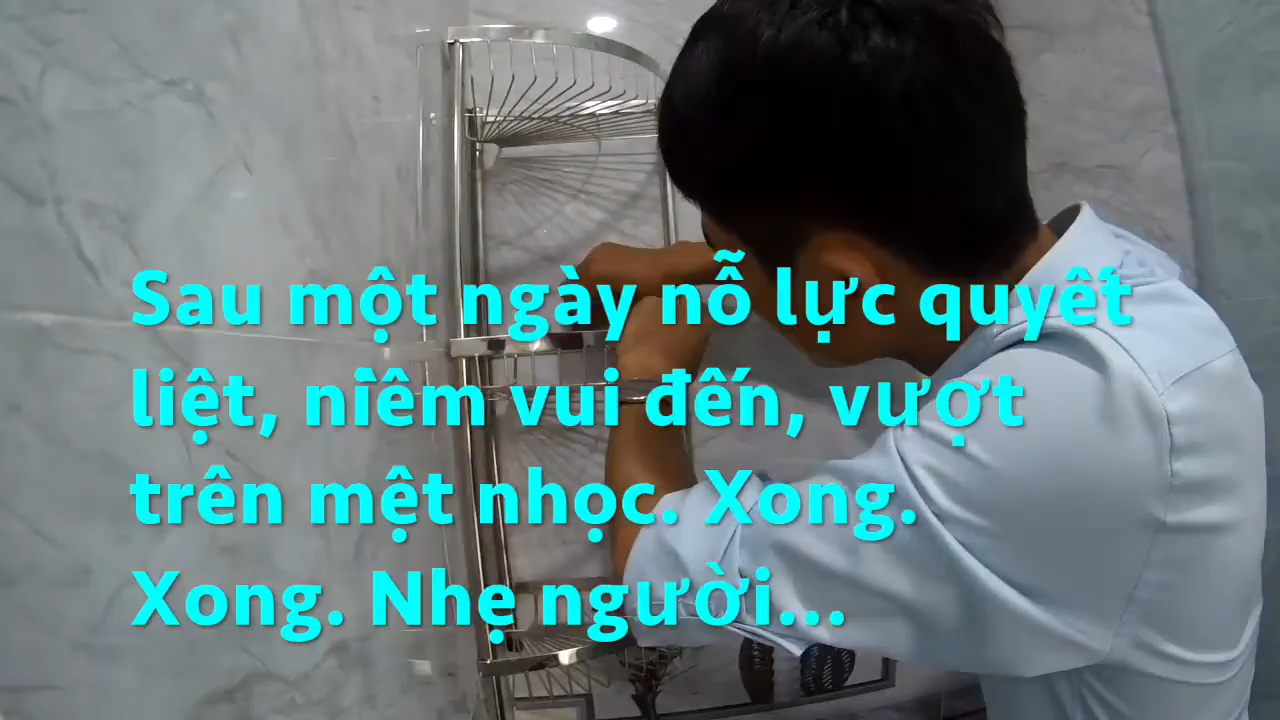 Sau một ngày nỗ lực quyết
liệt, niềm vui đến, vượt
trên mệt nhọc. Xong.
Xong. Nhẹ người...